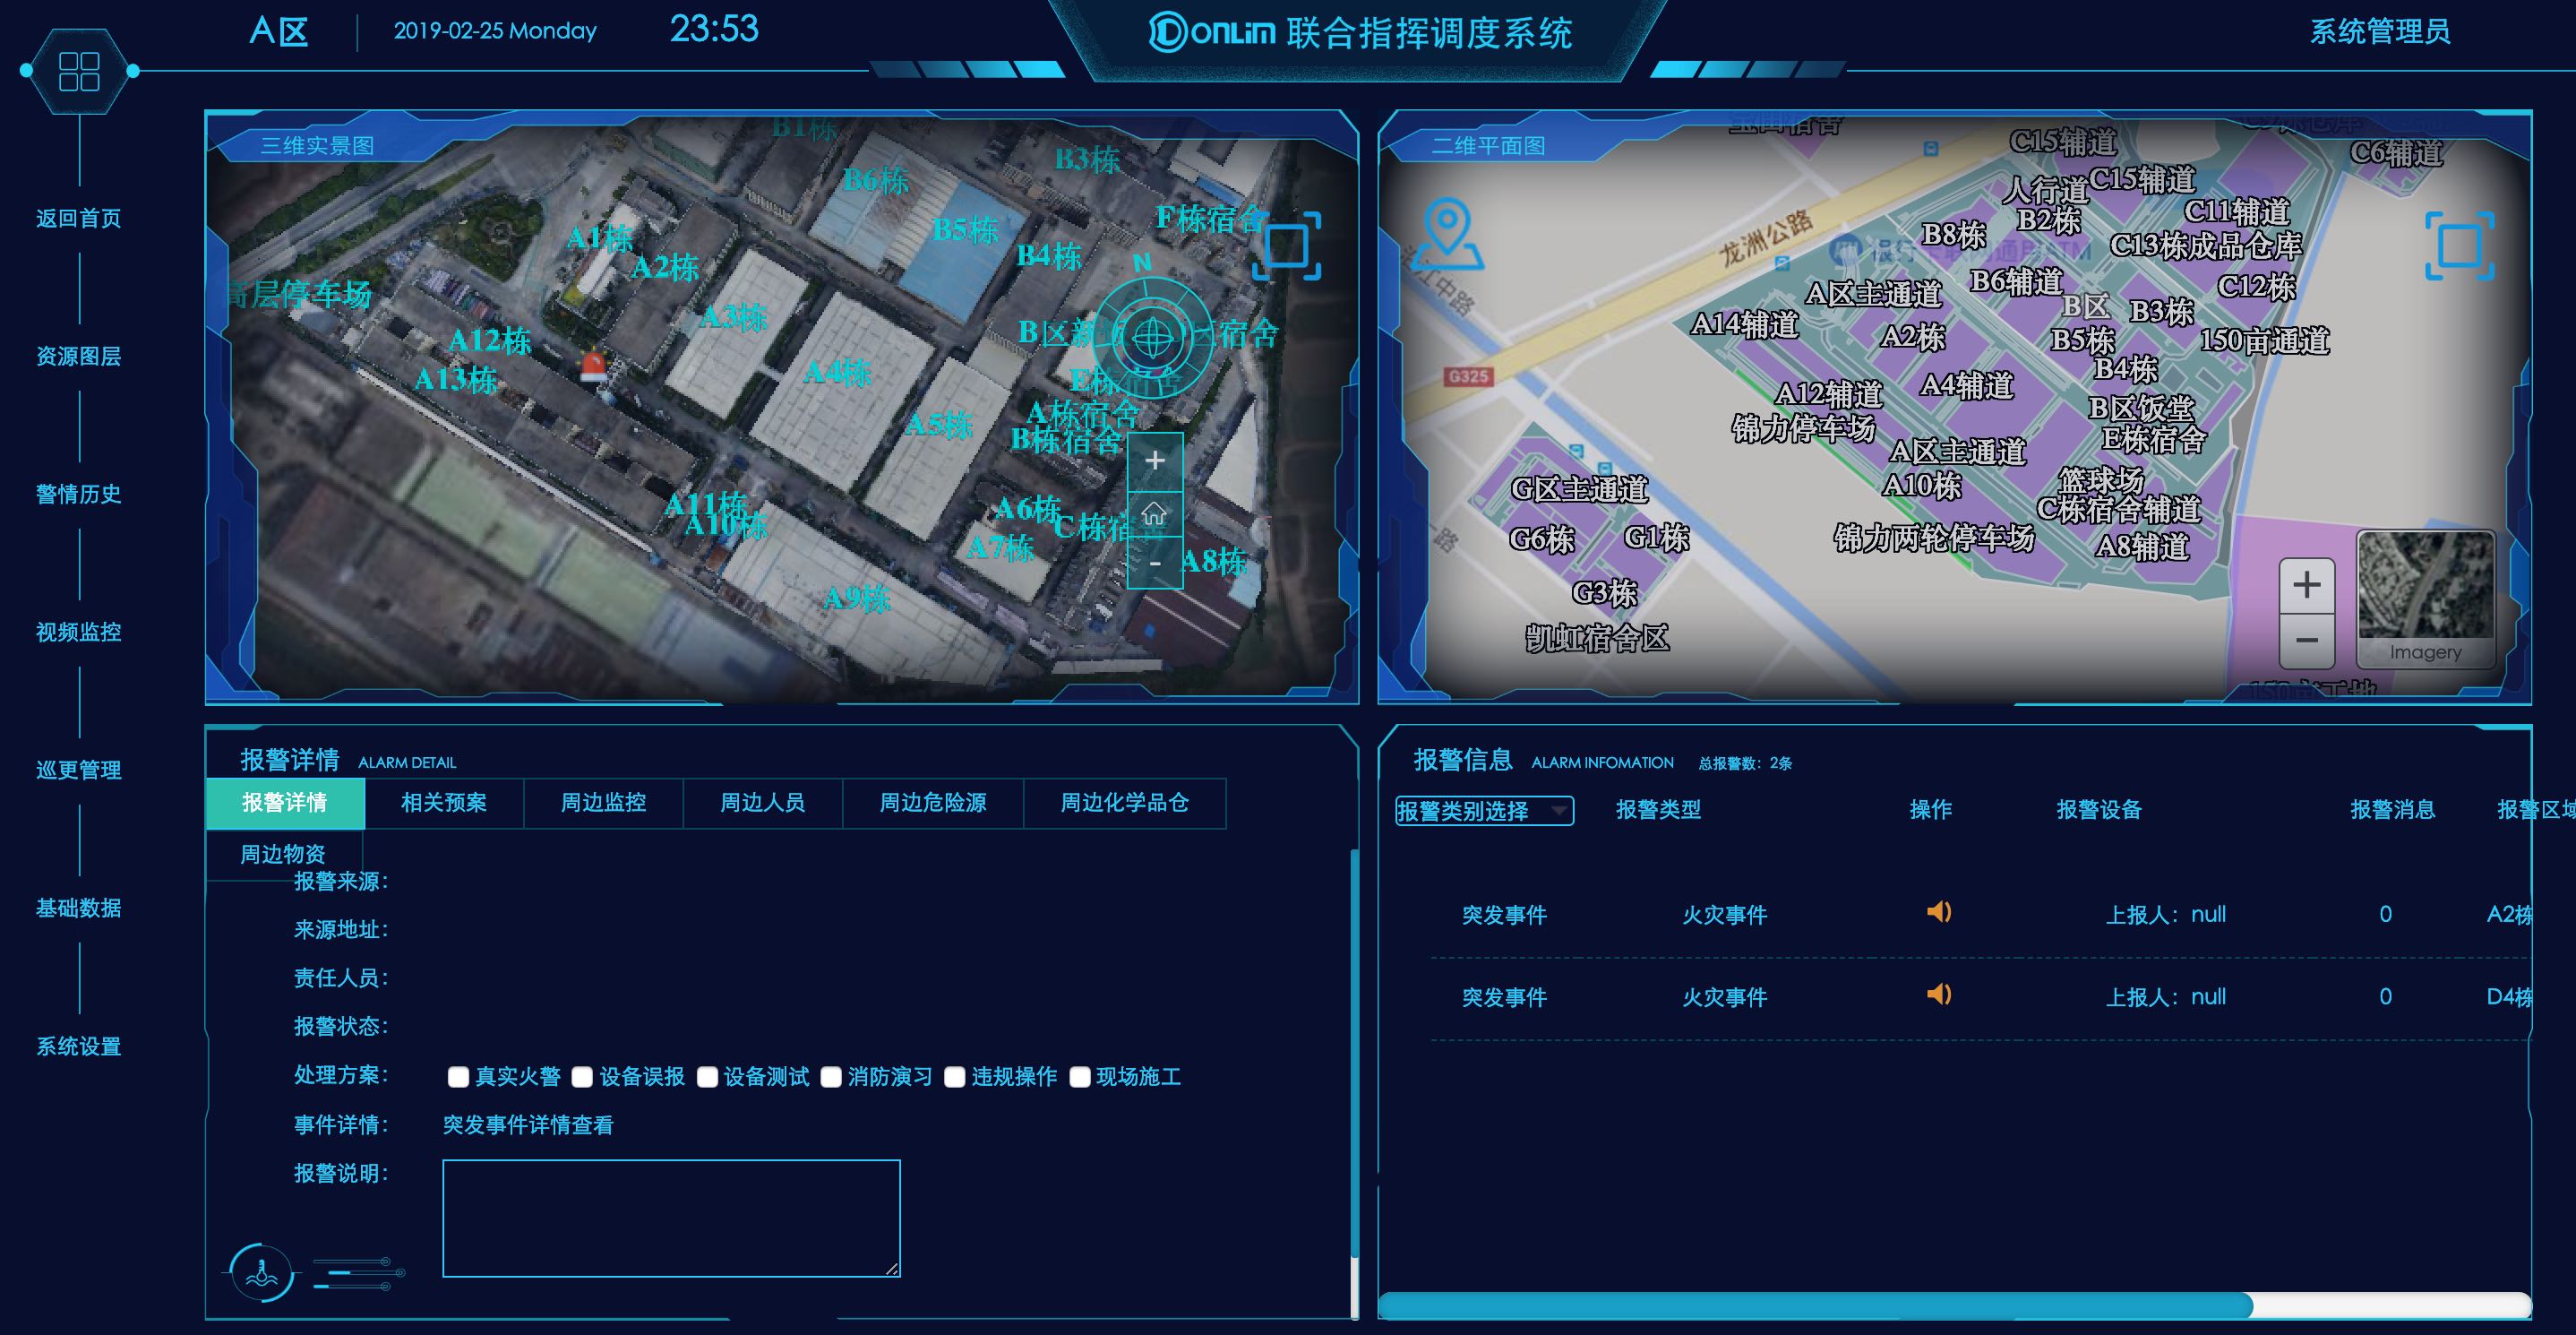 A区
2019-02-25 Monday
23:53
DONLIM 联合指挥调度系统
系统管理员
返回首页
资源图层
警情历史
视频监控
巡更管理
基础数据
系统设置
三维实景图
B1栋
B3栋
B6栋
F栋宿舍
B5栋
A1栋
B4栋
A2栋
N
高层停车场
A3栋
B区新
区宿舍
A12栋
A4栋
A13栋
E栋宿舍
A栋宿舍
A5栋
B栋宿舍
+
A11栋
A6栋
A10栋
C栋宿
A7栋
A8栋
-
A9栋
二维平面图
C15辅道
C6辅道
C15辅道
人行道
C11辅道
B2栋
龙洲公路
B8栋
C13栋成品仓库
B6辅道
C12栋
A区主通道
B区
B3栋
A14辅道
A2栋
B5栋
150亩通道
B4栋
G325
A12辅道
A4辅道
B区饭堂
锦力停车场
E栋宿舍
A区主通道
篮球场
G区主通道
A10栋
C栋宿舍辅道
G6栋
G1栋
锦力两轮停车场
A8辅道
G3栋
+
凯虹宿舍区
−
Imagery
报警详情 ALARM DETAIL
报警详情
相关预案
周边监控
周边人员
周边危险源
周边化学品仓
周边物资
报警来源：
来源地址：
责任人员：
报警状态：
处理方案： 真实火警 设备误报 设备测试 消防演习 违规操作 现场施工
事件详情： 突发事件详情查看
报警说明：
报警信息 ALARM INFOMATION 总报警数：2条
报警类别选择 报警类型 操作 报警设备 报警消息 报警区域
突发事件 火灾事件 上报人：null 0 A2栋
突发事件 火灾事件 上报人：null 0 D4栋